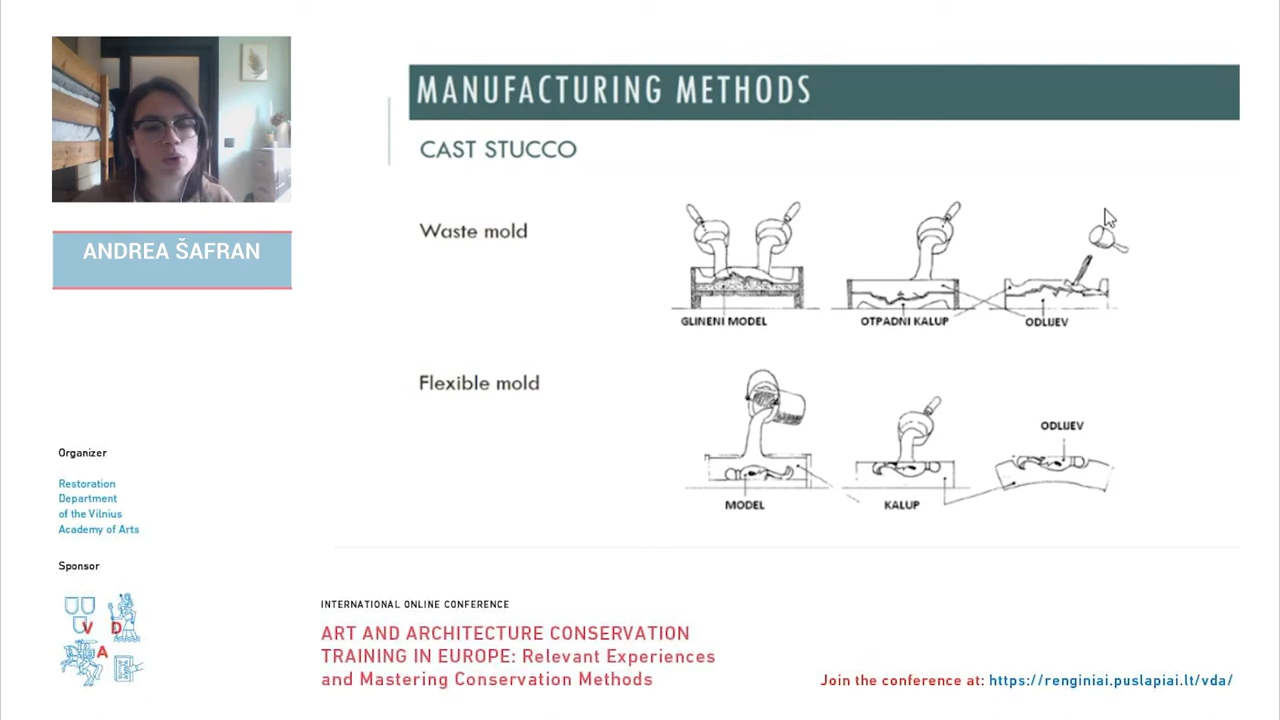 MANUFACTURING METHODS
CAST STUCCO
Waste mold
GLINENI MODEL
OTPADNI KALUP
ODLIJEV
Flexible mold
ODLIJEV
MODEL
KALUP
ANDREA ŠAFRAN
Organizer
Restoration
Department
of the Vilnius
Academy of Arts
Sponsor
V D
A
INTERNATIONAL ONLINE CONFERENCE
ART AND ARCHITECTURE CONSERVATION
TRAINING IN EUROPE: Relevant Experiences
and Mastering Conservation Methods
Join the conference at: https://renginiai.puslapiai.lt/vda/